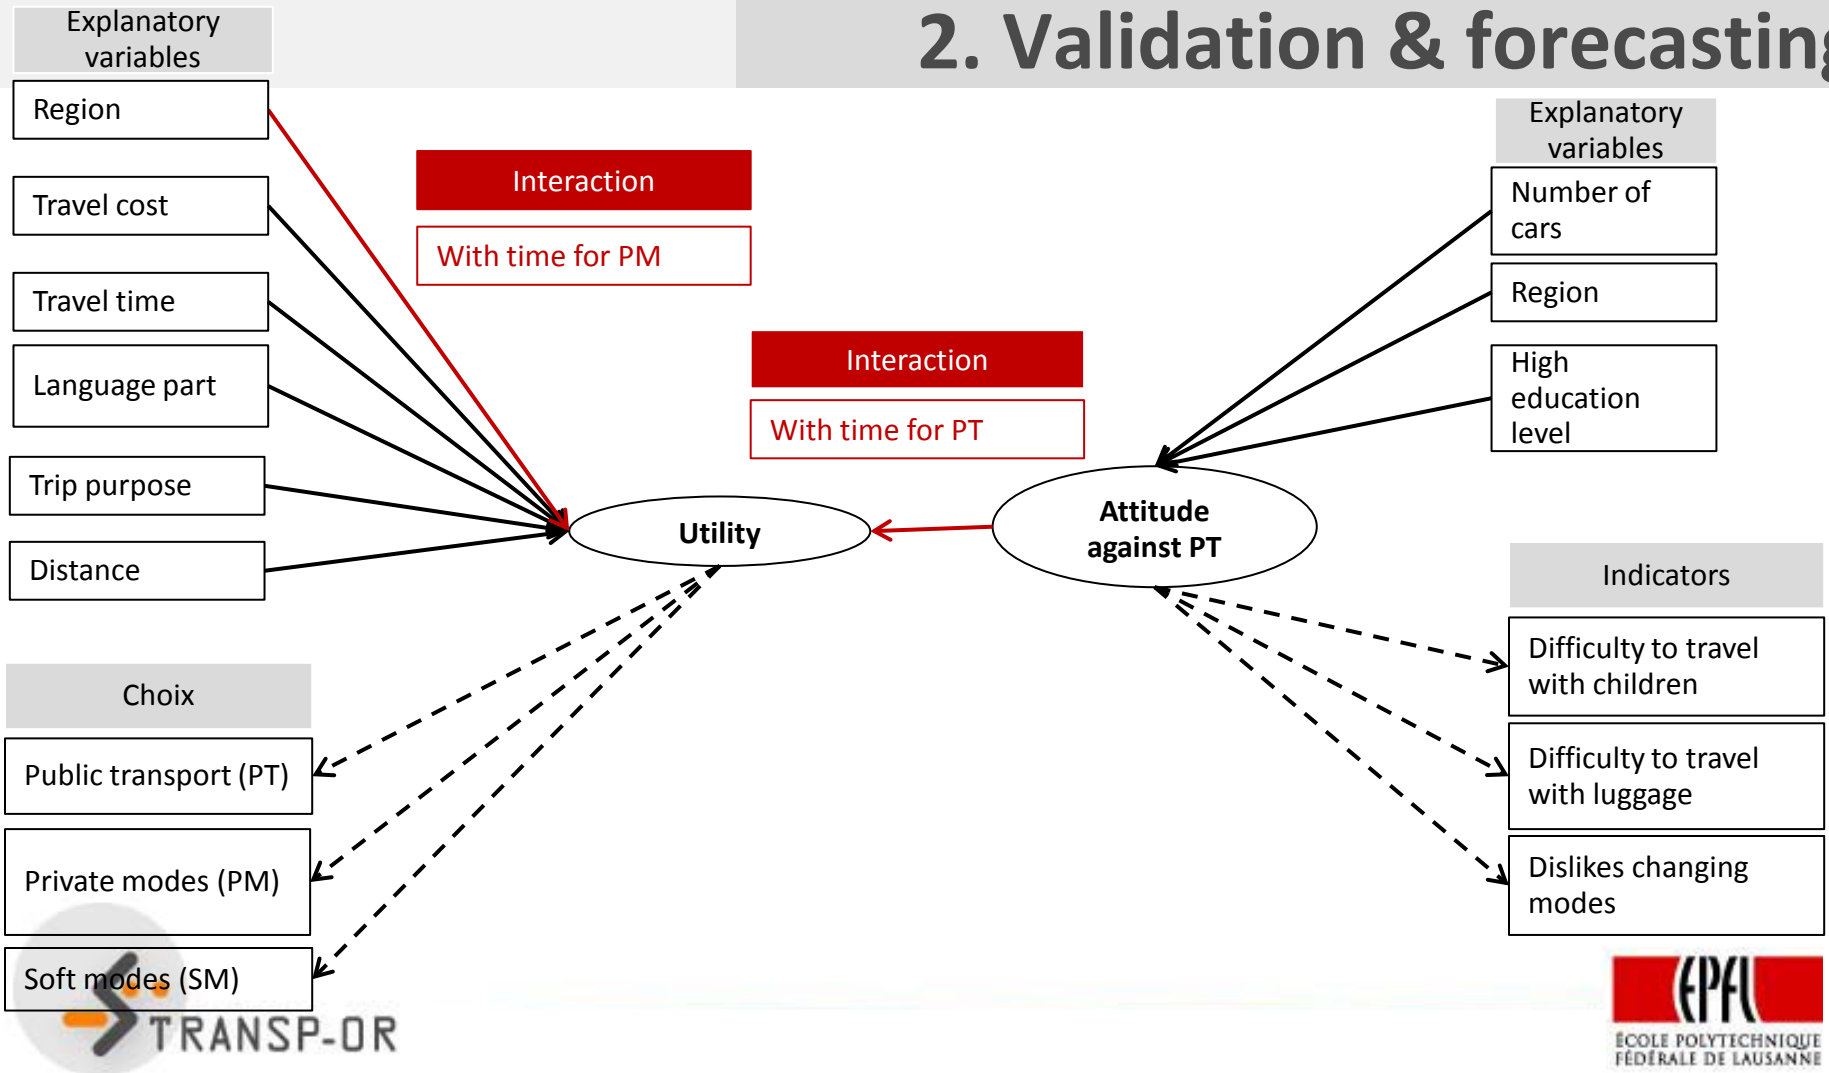 2. Validation & forecasting
Explanatory
variables
Region
Travel cost
Travel time
Language part
Trip purpose
Distance
Interaction
With time for PM
Interaction
With time for PT
Explanatory
variables
Number of
cars
Region
High
education
level
Utility
Attitude
against PT
Choix
Public transport (PT)
Private modes (PM)
Soft modes (SM)
Indicators
Difficulty to travel
with children
Difficulty to travel
with luggage
Dislikes changing
modes
TRANSP-OR
EPFL
ÉCOLE POLYTECHNIQUE
FÉDÉRALE DE LAUSANNE